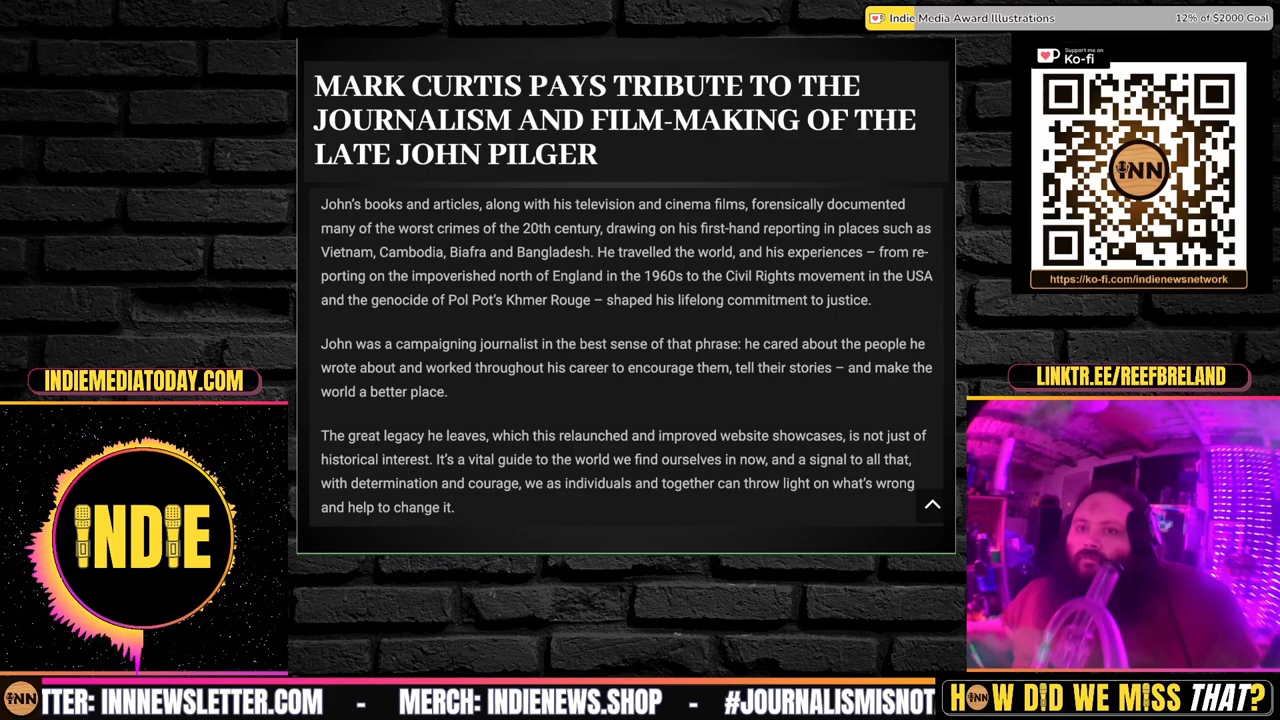 Indie Media Award Illustrations 12% of $2000 Goal
Support me on
Ko-fi
MARK CURTIS PAYS TRIBUTE TO THE
JOURNALISM AND FILM-MAKING OF THE
LATE JOHN PILGER
John's books and articles, along with his television and cinema films, forensically documented
many of the worst crimes of the 20th century, drawing on his first-hand reporting in places such as
Vietnam, Cambodia, Biafra and Bangladesh. He travelled the world, and his experiences – from re-
porting on the impoverished north of England in the 1960s to the Civil Rights movement in the USA
and the genocide of Pol Pot's Khmer Rouge – shaped his lifelong commitment to justice.
John was a campaigning journalist in the best sense of that phrase: he cared about the people he
wrote about and worked throughout his career to encourage them, tell their stories – and make the
world a better place.
The great legacy he leaves, which this relaunched and improved website showcases, is not just of
historical interest. It's a vital guide to the world we find ourselves in now, and a signal to all that,
with determination and courage, we as individuals and together can throw light on what's wrong
and help to change it.
INN
https://ko-fi.com/indienewsnetwork
INDIEMEDIATODAY.COM
LINKTR.EE/REEFBRELAND
INDIE
INN
TTER: INNNEWSLETTER.COM - MERCH: INDIENEWS.SHOP - #JOURNALISMISNOT
HOW DID WE MISS THAT?